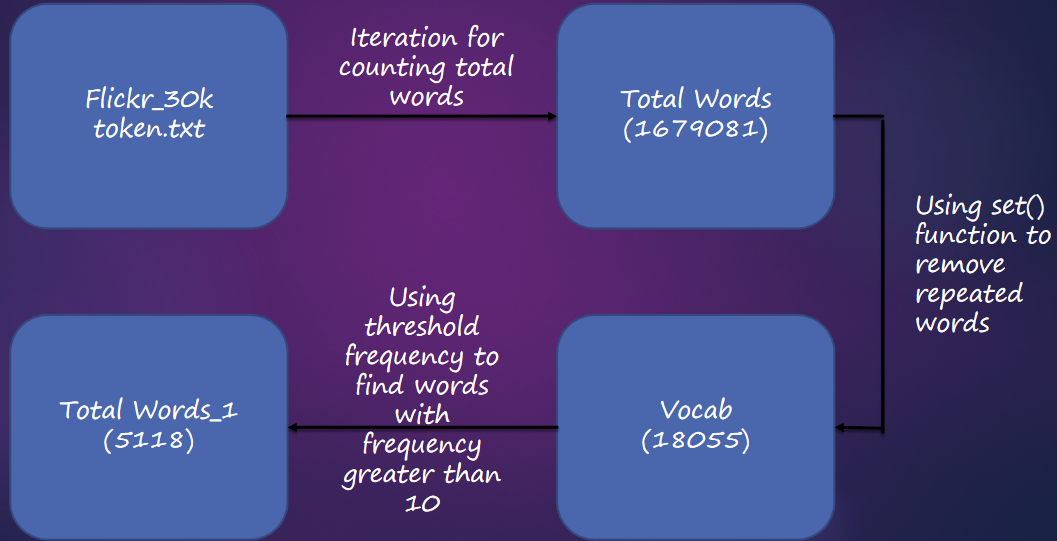 Flickr_30k
token.txt
Iteration for
counting total
words
Total Words
(1679081)
Using set()
function to
remove
repeated
words
Vocab
(18055)
Using
threshold
frequency to
find words
with
frequency
greater than
10
Total Words_1
(5118)